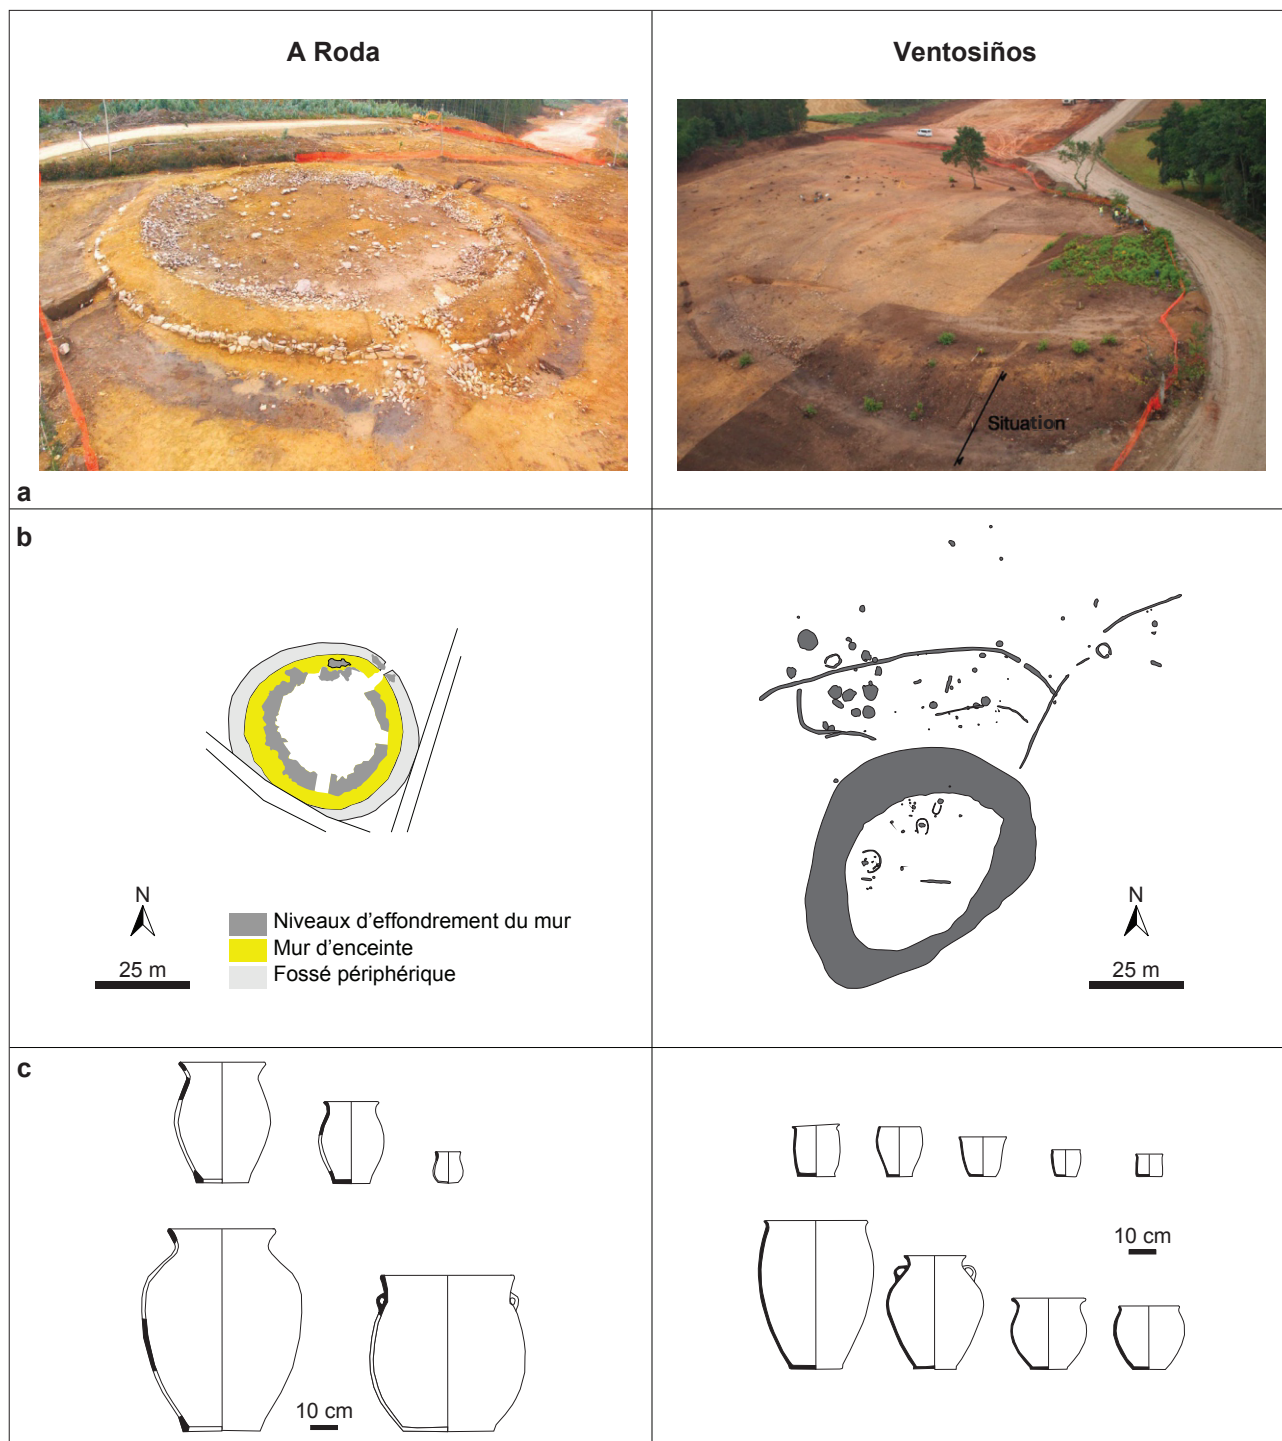 A Roda
Ventosiños
Situation
a
b
N
25 m
Niveaux d'effondrement du mur
Mur d'enceinte
Fossé périphérique
N
25 m
c
10 cm
10 cm